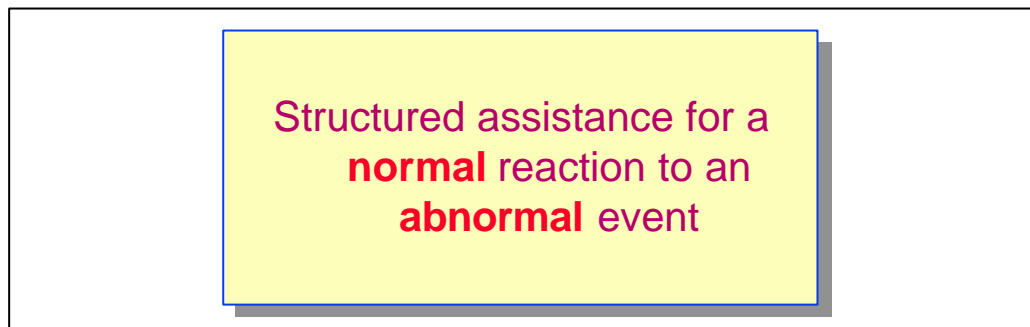 Structured assistance for a
normal reaction to an
abnormal event